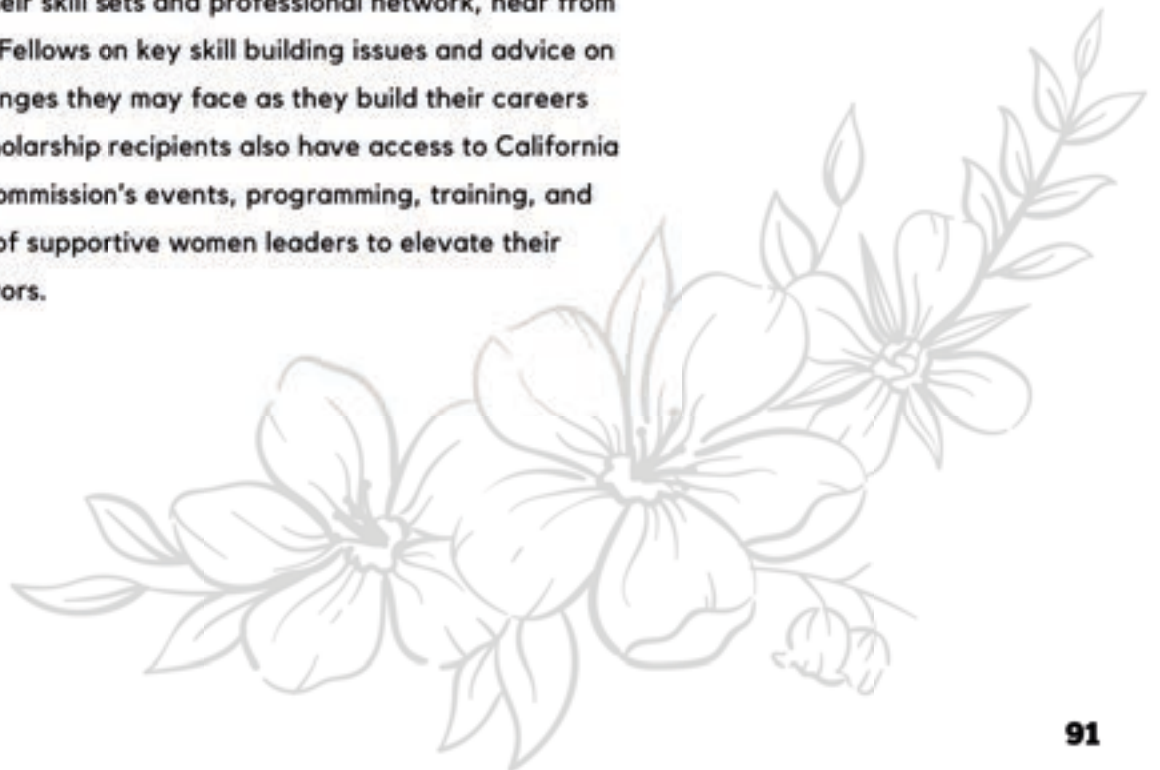 eir skill sets and professional network, hear from
Fellows on key skill building issues and advice on
nges they may face as they build their careers
olarship recipients also have access to California
ommission's events, programming, training, and
of supportive women leaders to elevate their
ors.
91